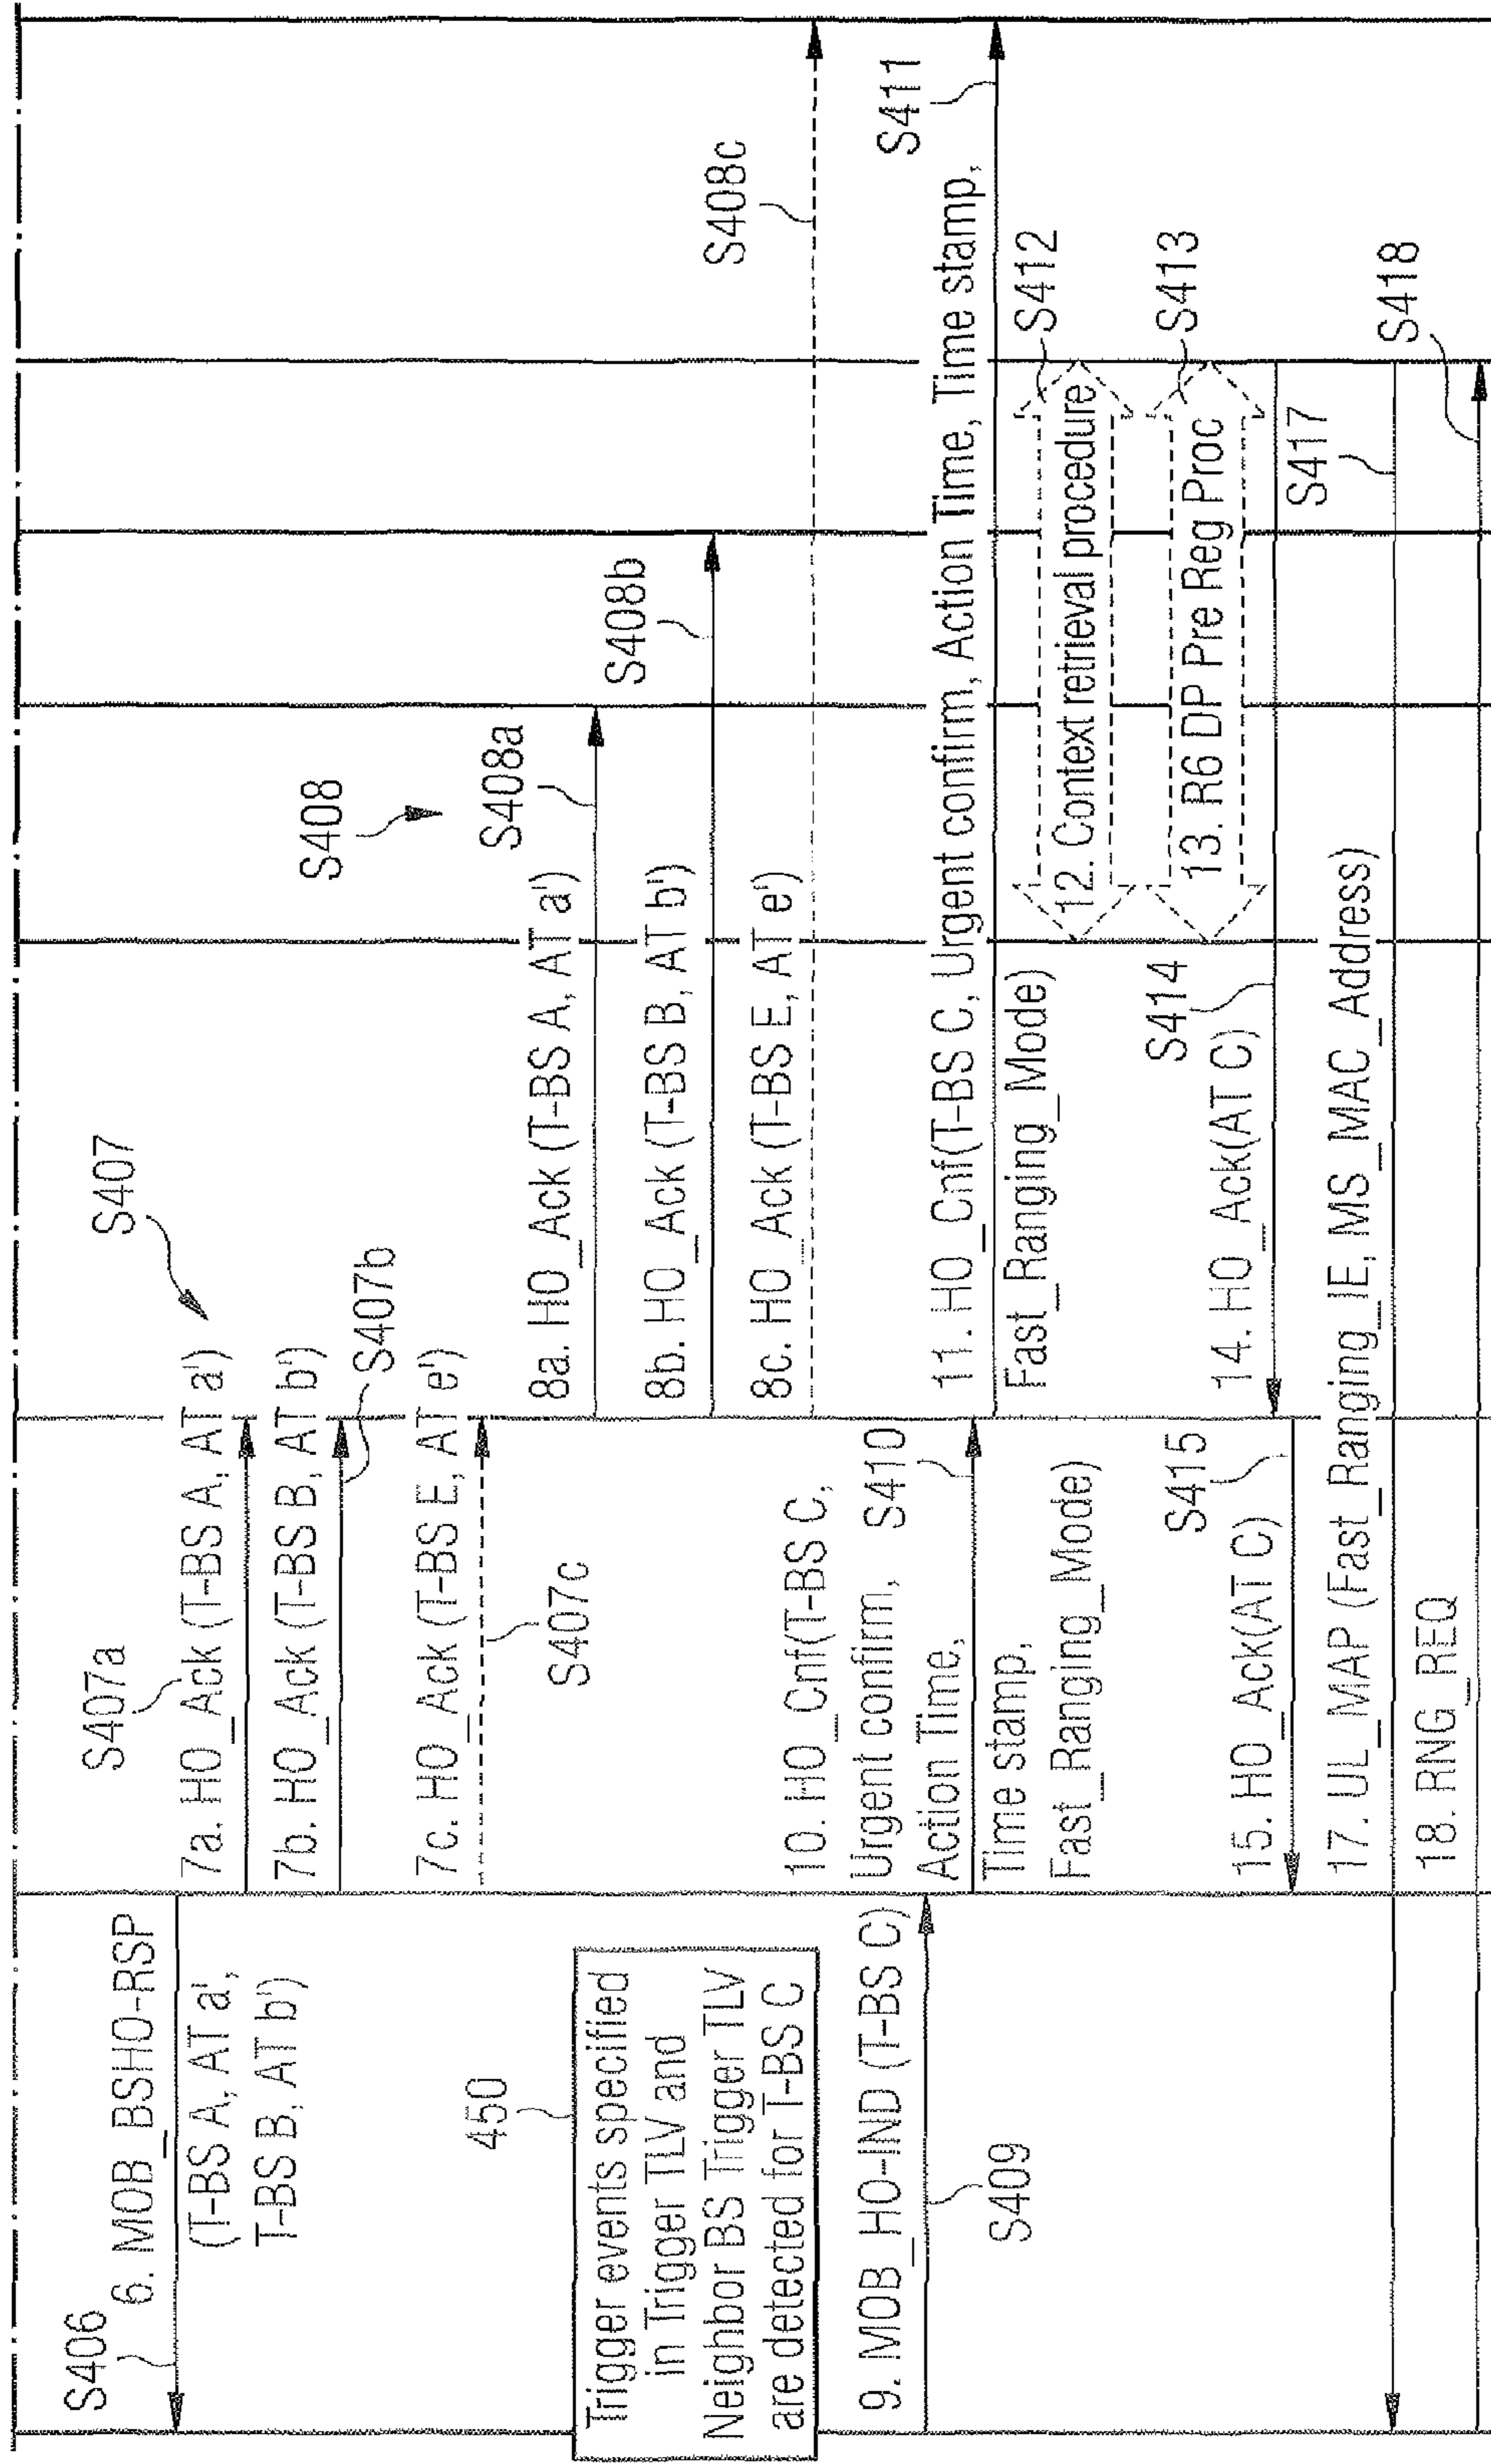 S406
6. MOB_BSHO-RSP
(T-BS A, AT a',
T-BS B, AT b')
S407
S407a
7a. HO_Ack (T-BS A, AT a')
7b. HO_Ack (T-BS B, AT b')
S407b
7c. HO_Ack (T-BS E, AT e')
S407c
S408
S408a
8a. HO_Ack (T-BS A, AT a')
S408b
8b. HO_Ack (T-BS B, AT b')
S408c
8c. HO_Ack (T-BS E, AT e')
450
Trigger events specified
in Trigger TLV and
Neighbor BS Trigger TLV
are detected for T-BS C
9. MOB_HO-IND (T-BS C)
S409
10. HO_Cnf(T-BS C,
Urgent confirm,
S410
Action Time,
Time stamp,
Fast_Ranging_Mode)
S411
11. HO_Cnf(T-BS C, Urgent confirm, Action Time, Time stamp,
Fast_Ranging_Mode)
S412
12. Context retrieval procedure
S413
13. R6 DP Pre Reg Proc
S414
14. HO_Ack(AT C)
S415
15. HO_Ack(AT C)
S417
17. UL_MAP (Fast_Ranging_IE, MS_MAC_Address)
S418
18. RNG_REQ